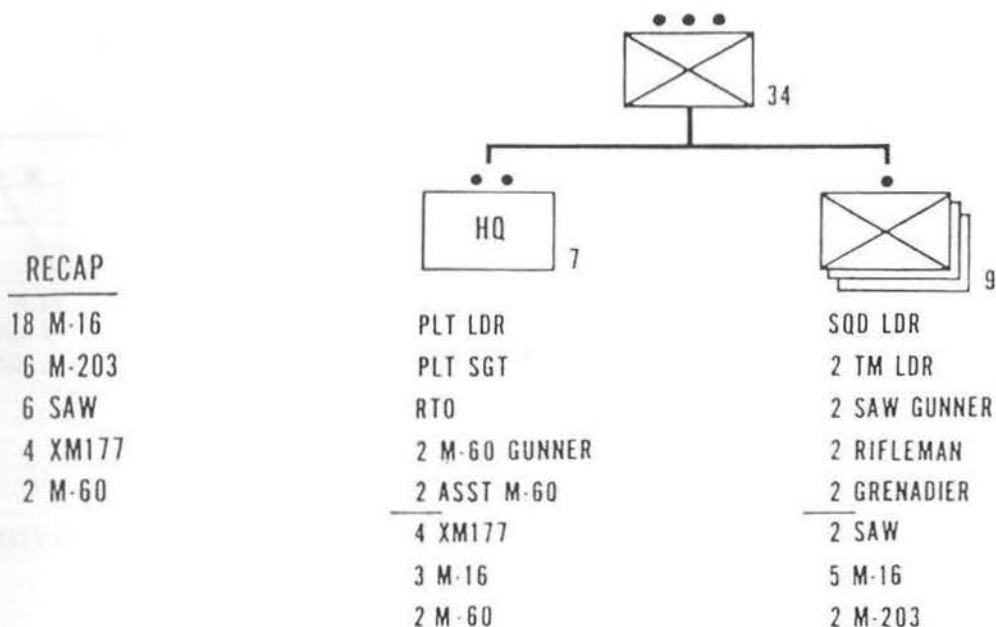 34
HQ
7
9
RECAP
18 M-16
6 M-203
6 SAW
4 XM177
2 M-60
PLT LDR
PLT SGT
RTO
2 M-60 GUNNER
2 ASST M-60
4 XM177
3 M-16
2 M-60
SQD LDR
2 TM LDR
2 SAW GUNNER
2 RIFLEMAN
2 GRENADIER
2 SAW
5 M-16
2 M-203